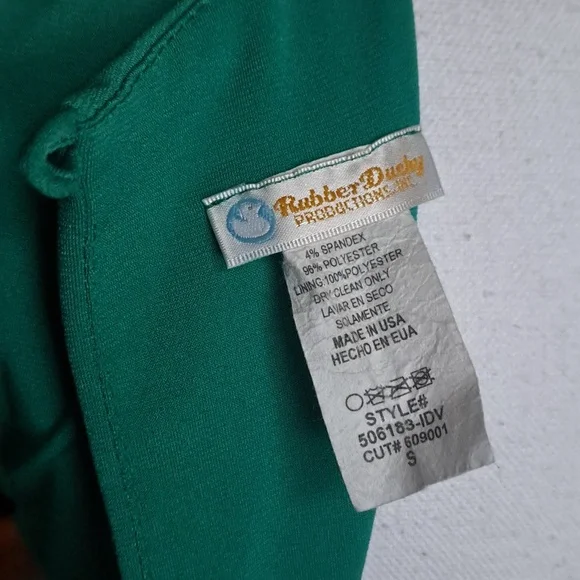 Rubber Ducky
PRODUCTIONS, INC.
4% SPANDEX
96% POLYESTER
LINING:100%POLYESTER
DRY CLEAN ONLY
LAVAR EN SECO
SOLAMENTE
MADE IN USA
HECHO EN EUA
STYLE#
506183-IDV
CUT# 609001
S